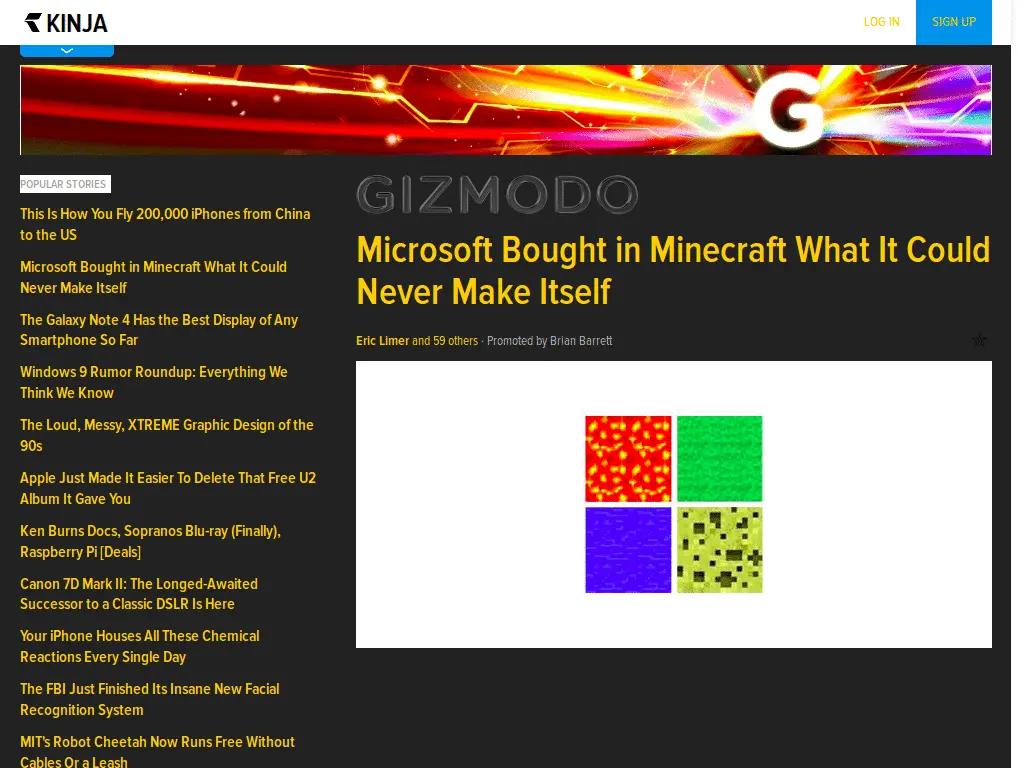 KINJA
LOG IN
SIGN UP
G
POPULAR STORIES
This Is How You Fly 200,000 iPhones from China
to the US
Microsoft Bought in Minecraft What It Could
Never Make Itself
The Galaxy Note 4 Has the Best Display of Any
Smartphone So Far
Windows 9 Rumor Roundup: Everything We
Think We Know
The Loud, Messy, XTREME Graphic Design of the
90s
Apple Just Made It Easier To Delete That Free U2
Album It Gave You
Ken Burns Docs, Sopranos Blu-ray (Finally),
Raspberry Pi [Deals]
Canon 7D Mark II: The Longed-Awaited
Successor to a Classic DSLR Is Here
Your iPhone Houses All These Chemical
Reactions Every Single Day
The FBI Just Finished Its Insane New Facial
Recognition System
MIT's Robot Cheetah Now Runs Free Without
Cables Or a Leash
GIZMODO
Microsoft Bought in Minecraft What It Could
Never Make Itself
Eric Limer and 59 others · Promoted by Brian Barrett